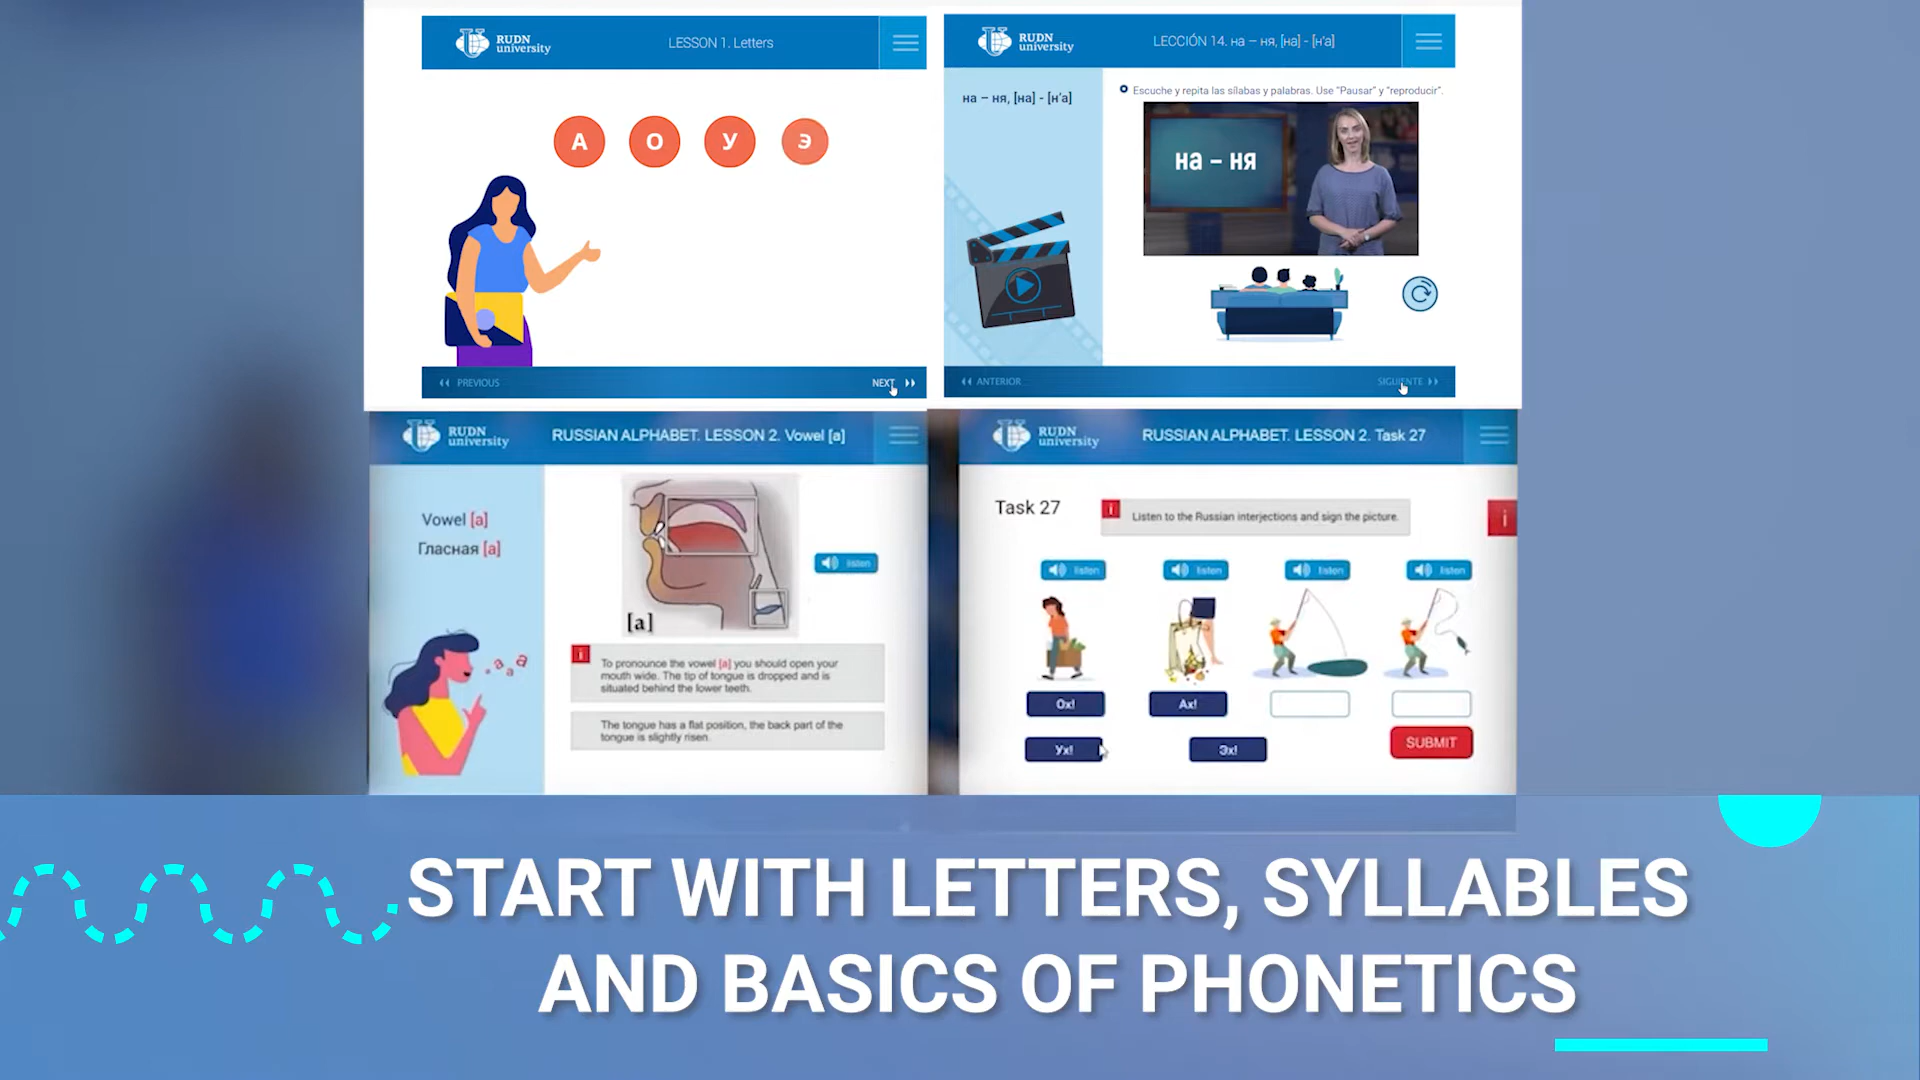 RUDN
university
LESSON 1. Letters
А О У Э
PREVIOUS
NEXT
RUDN
university
LECCIÓN 14. на – ня, [на] - [н'а]
на – ня, [на] - [н'а]
Escuche y repita las sílabas y palabras. Use "Pausar" y "reproducir".
на – ня
ANTERIOR
SIGUIENTE
RUDN
university
RUSSIAN ALPHABET. LESSON 2. Vowel [a]
Vowel [a]
Гласная [a]
a a a
[a]
listen
i
To pronounce the vowel [a] you should open your
mouth wide. The tip of tongue is dropped and is
situated behind the lower teeth.
The tongue has a flat position, the back part of the
tongue is slightly risen.
RUDN
university
RUSSIAN ALPHABET. LESSON 2. Task 27
Task 27
i
Listen to the Russian interjections and sign the picture.
i
listen listen listen listen
Ох! Ах!
Ух! Эх!
SUBMIT
START WITH LETTERS, SYLLABLES
AND BASICS OF PHONETICS